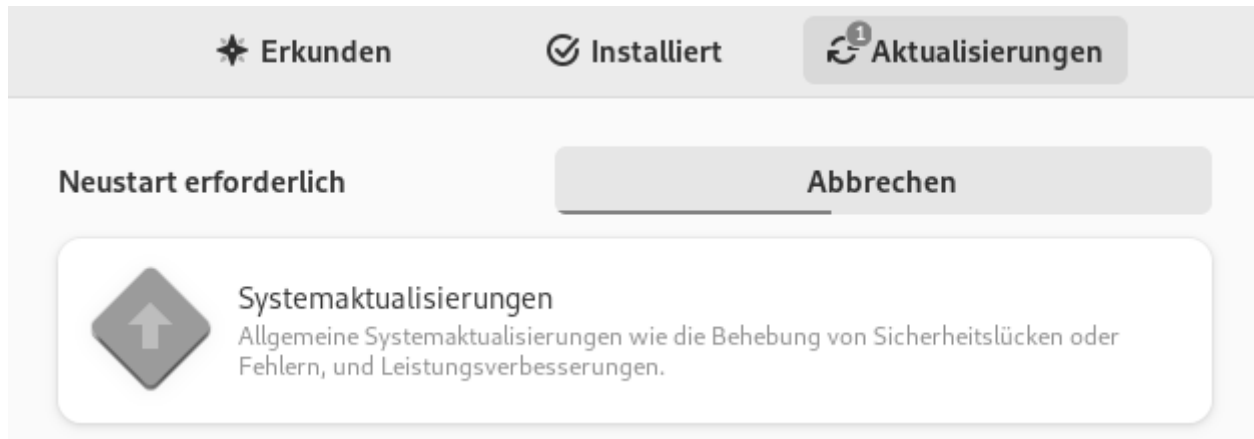 Erkunden
Installiert
1
Aktualisierungen
Neustart erforderlich
Abbrechen
Systemaktualisierungen
Allgemeine Systemaktualisierungen wie die Behebung von Sicherheitslücken oder
Fehlern, und Leistungsverbesserungen.